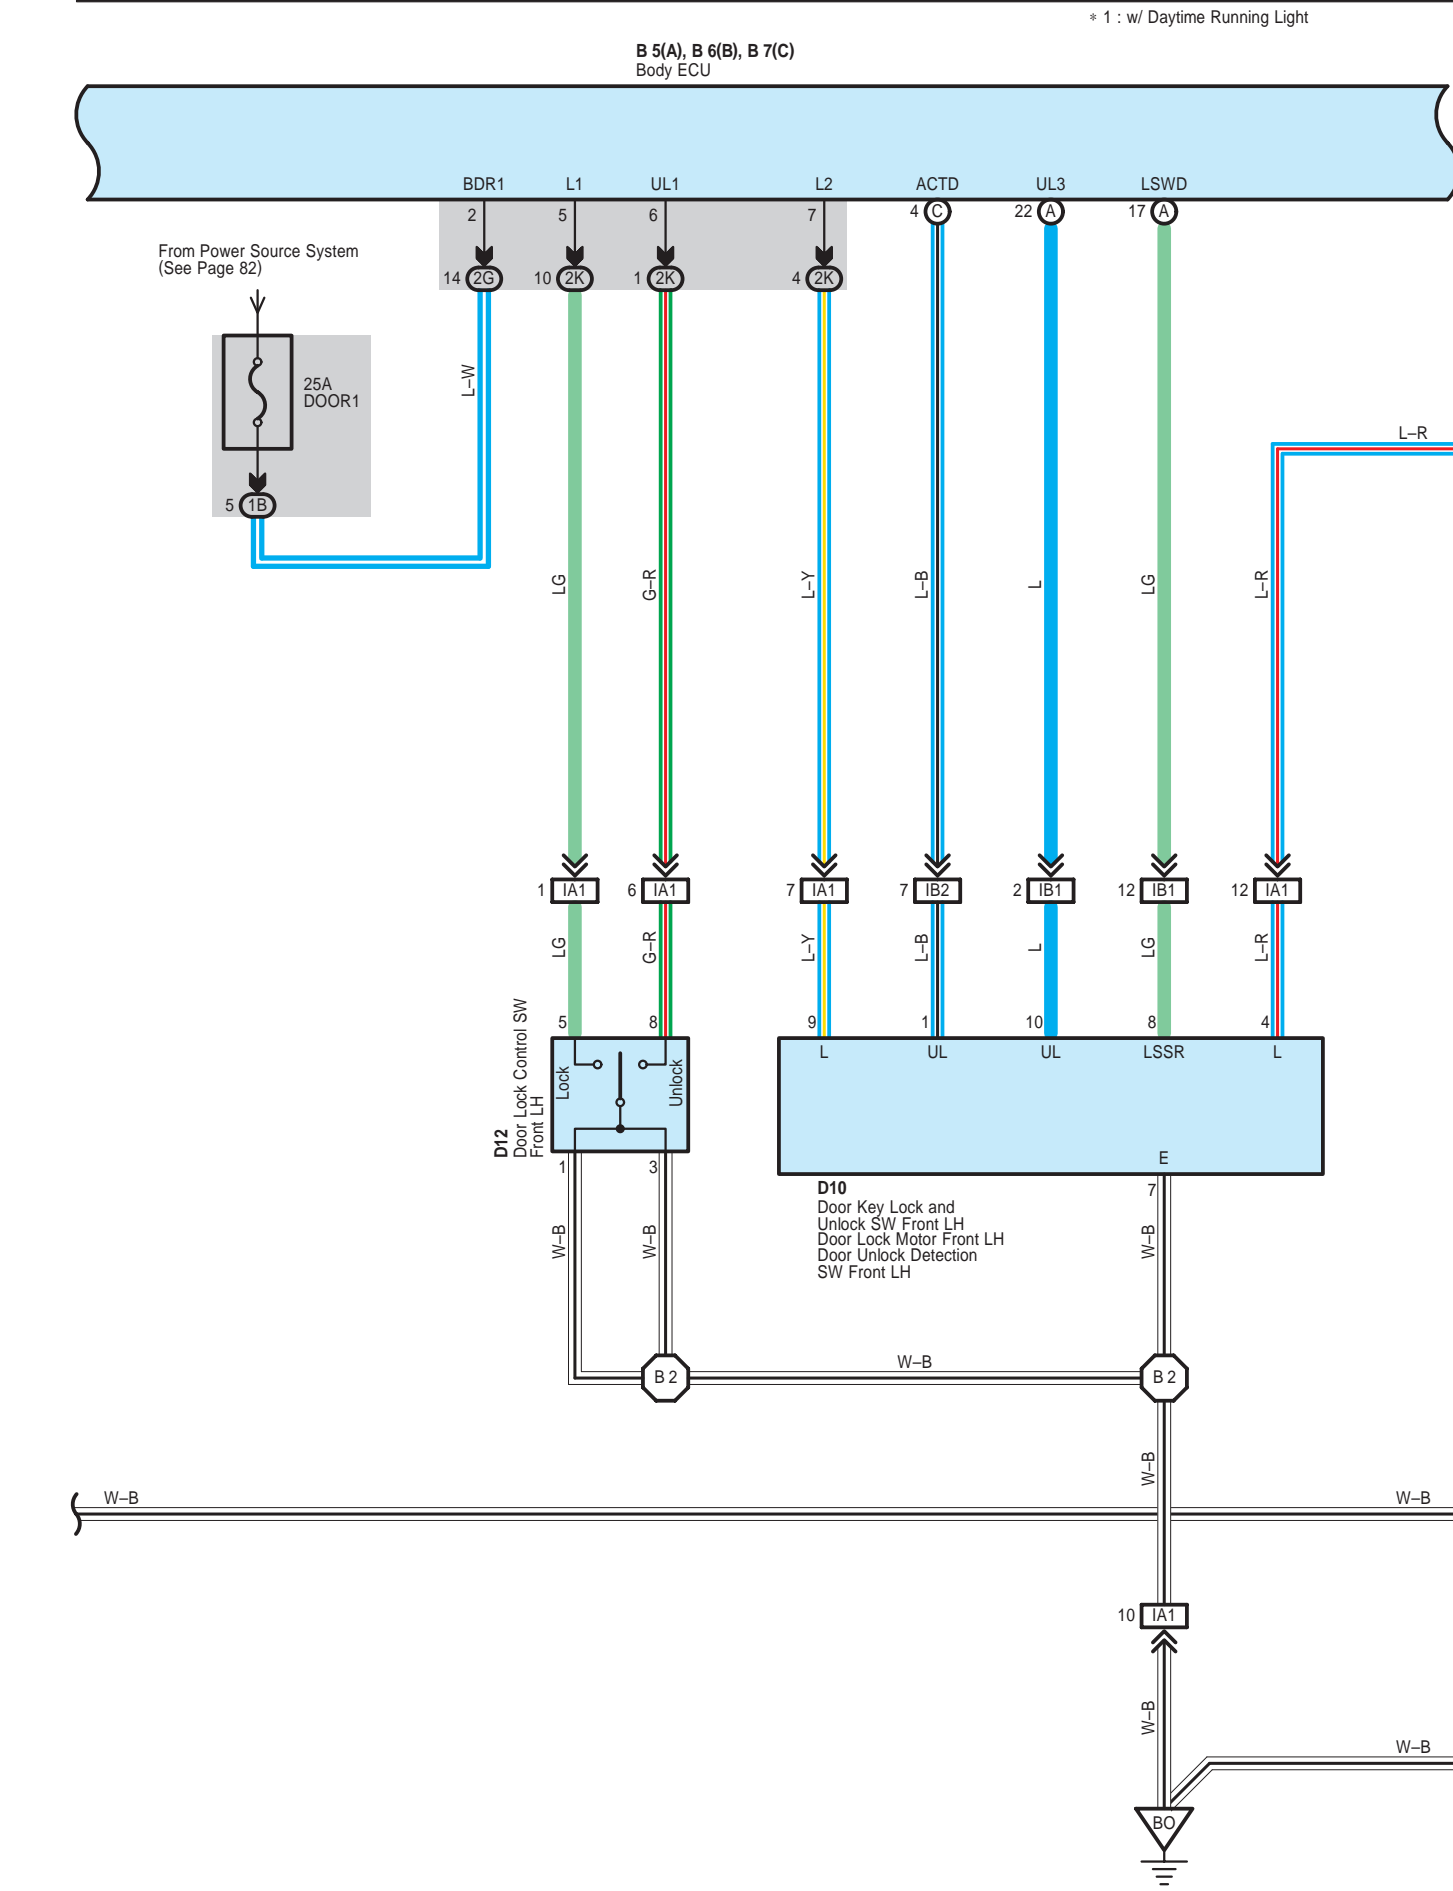 * 1 : w/ Daytime Running Light
B 5(A), B 6(B), B 7(C)
Body ECU
BDR1 L1 UL1 L2 ACTD UL3 LSWD
2 5 6 7 4 C 22 A 17 A
From Power Source System
(See Page 82)
14 2G 10 2K 1 2K 4 2K
25A
DOOR1
L–W
L–R
5 1B
LG G–R L–Y L–B L LG L–R
1 IA1 6 IA1 7 IA1 7 IB2 2 IB1 12 IB1 12 IA1
LG G–R L–Y L–B L LG L–R
5 8 9 1 10 8 4
L UL UL LSSR L
Lock Unlock
D12
Door Lock Control SW
Front LH
E
1 3 7
D10
Door Key Lock and
Unlock SW Front LH
Door Lock Motor Front LH
Door Unlock Detection
SW Front LH
W–B W–B W–B
W–B
B 2 B 2
W–B
W–B W–B
10 IA1
W–B
W–B
BO